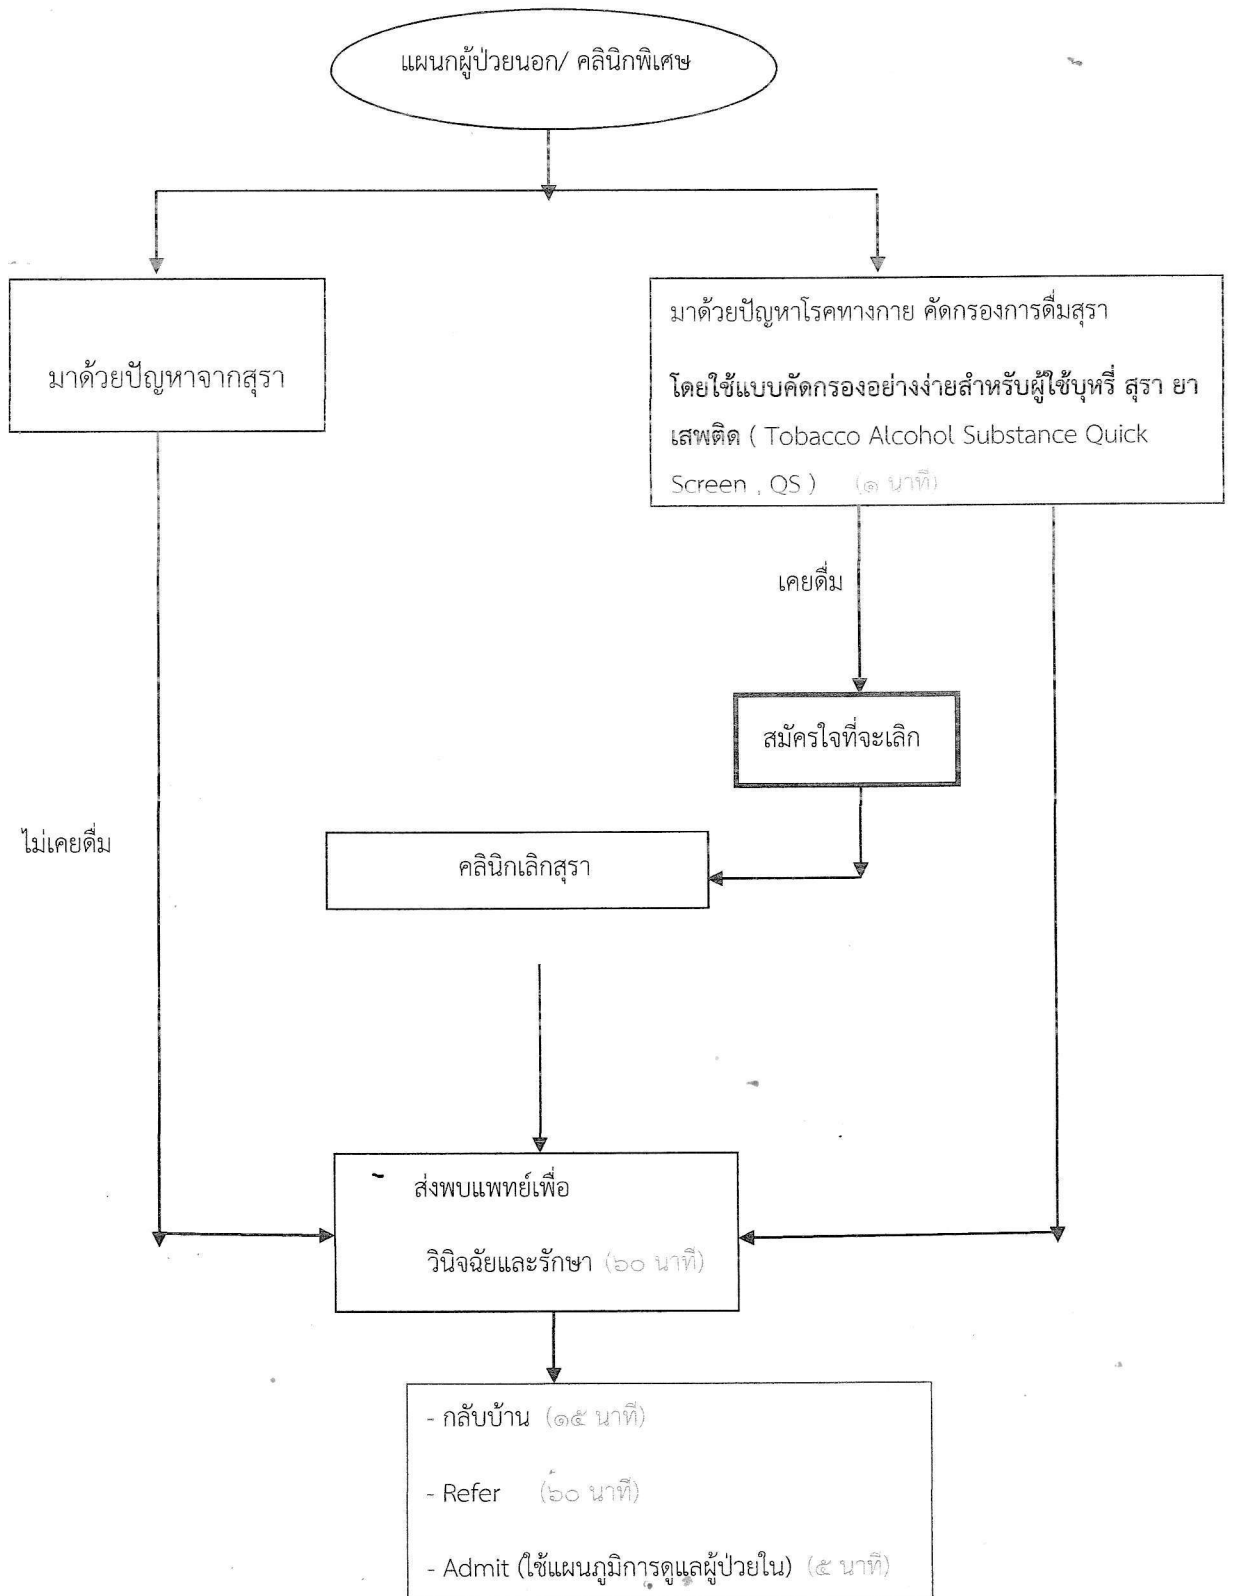 แผนกผู้ป่วยนอก/ คลินิกพิเศษ
มาด้วยปัญหาจากสุรา
มาด้วยปัญหาโรคทางกาย คัดกรองการดื่มสุรา
โดยใช้แบบคัดกรองอย่างง่ายสำหรับผู้ใช้บุหรี่ สุรา ยา
เสพติด ( Tobacco Alcohol Substance Quick
Screen , QS ) (๑ นาที)
เคยดื่ม
สมัครใจที่จะเลิก
ไม่เคยดื่ม
คลินิกเลิกสุรา
ส่งพบแพทย์เพื่อ
วินิจฉัยและรักษา (๖๐ นาที)
- กลับบ้าน (๑๕ นาที)
- Refer (๖๐ นาที)
- Admit (ใช้แผนภูมิการดูแลผู้ป่วยใน) (๕ นาที)